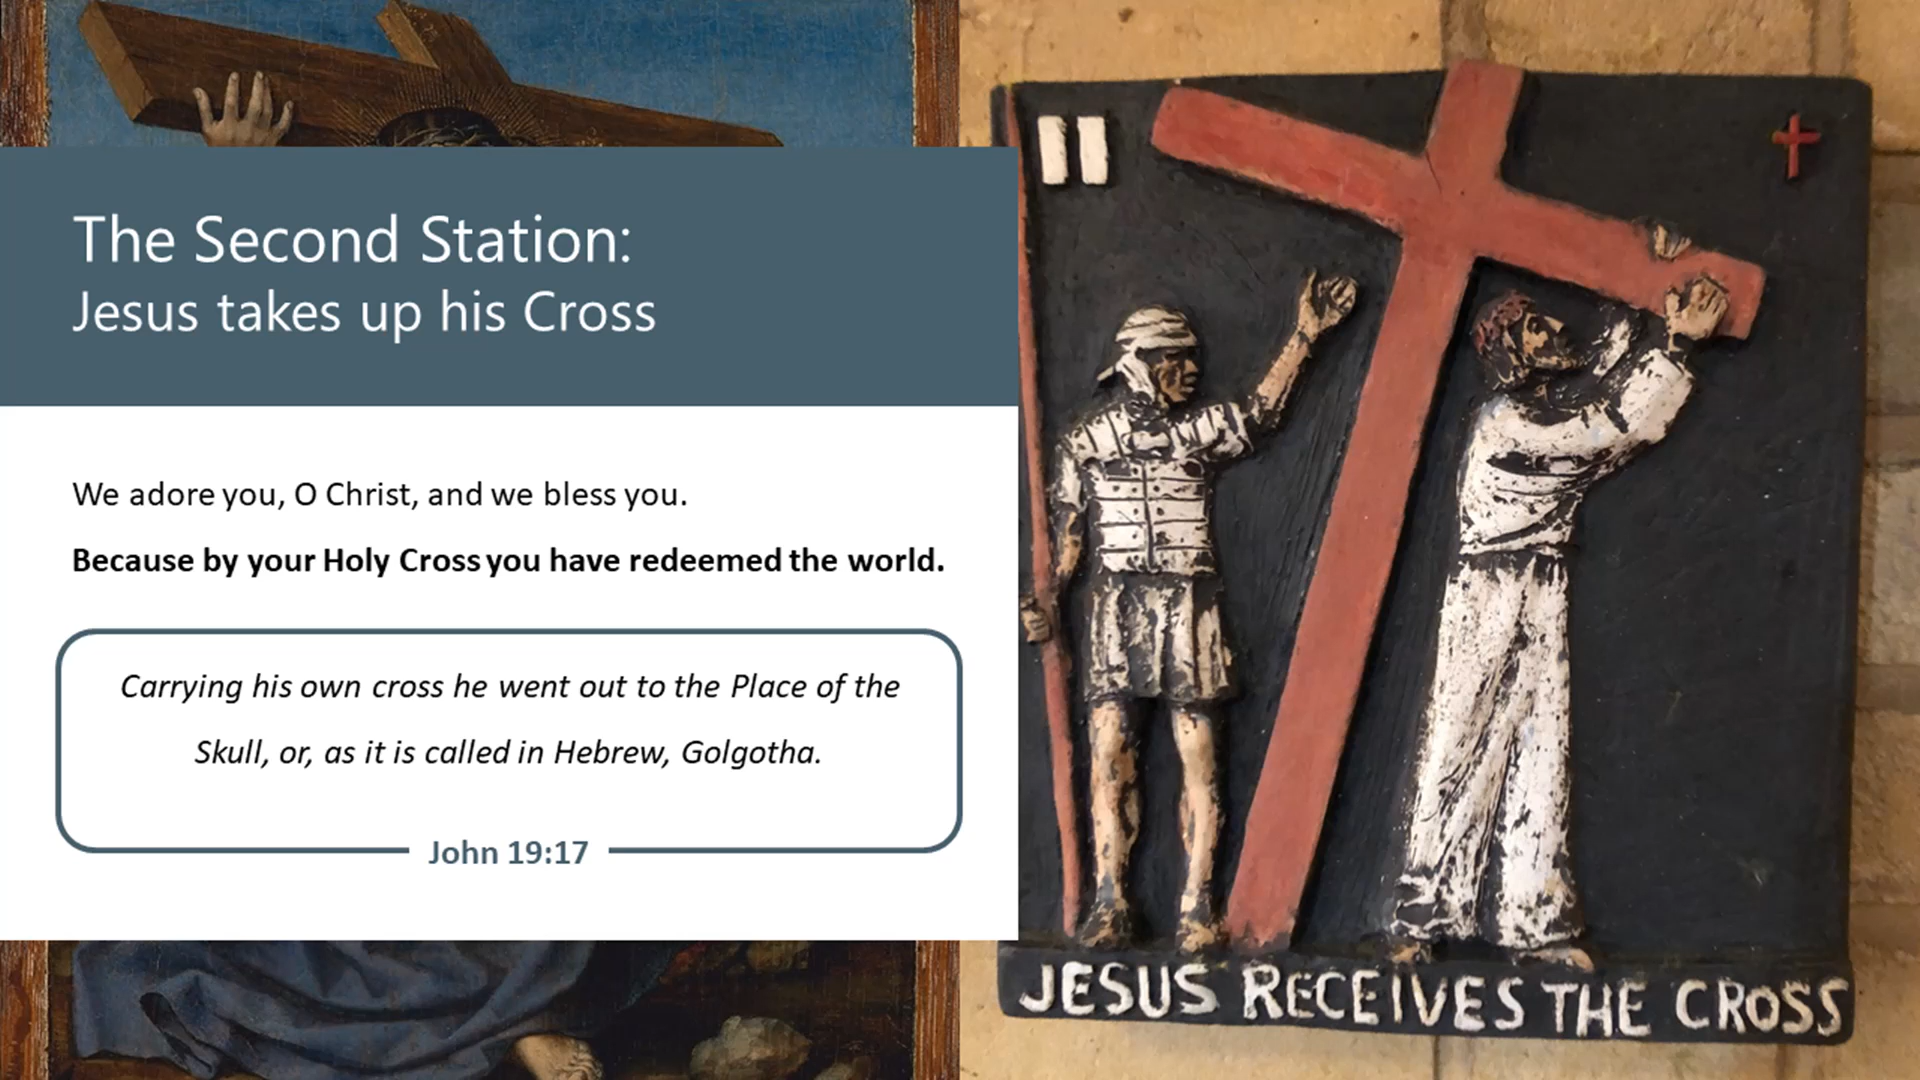 The Second Station:
Jesus takes up his Cross
We adore you, O Christ, and we bless you.
Because by your Holy Cross you have redeemed the world.
Carrying his own cross he went out to the Place of the
Skull, or, as it is called in Hebrew, Golgotha.
John 19:17
II
JESUS RECEIVES THE CROSS